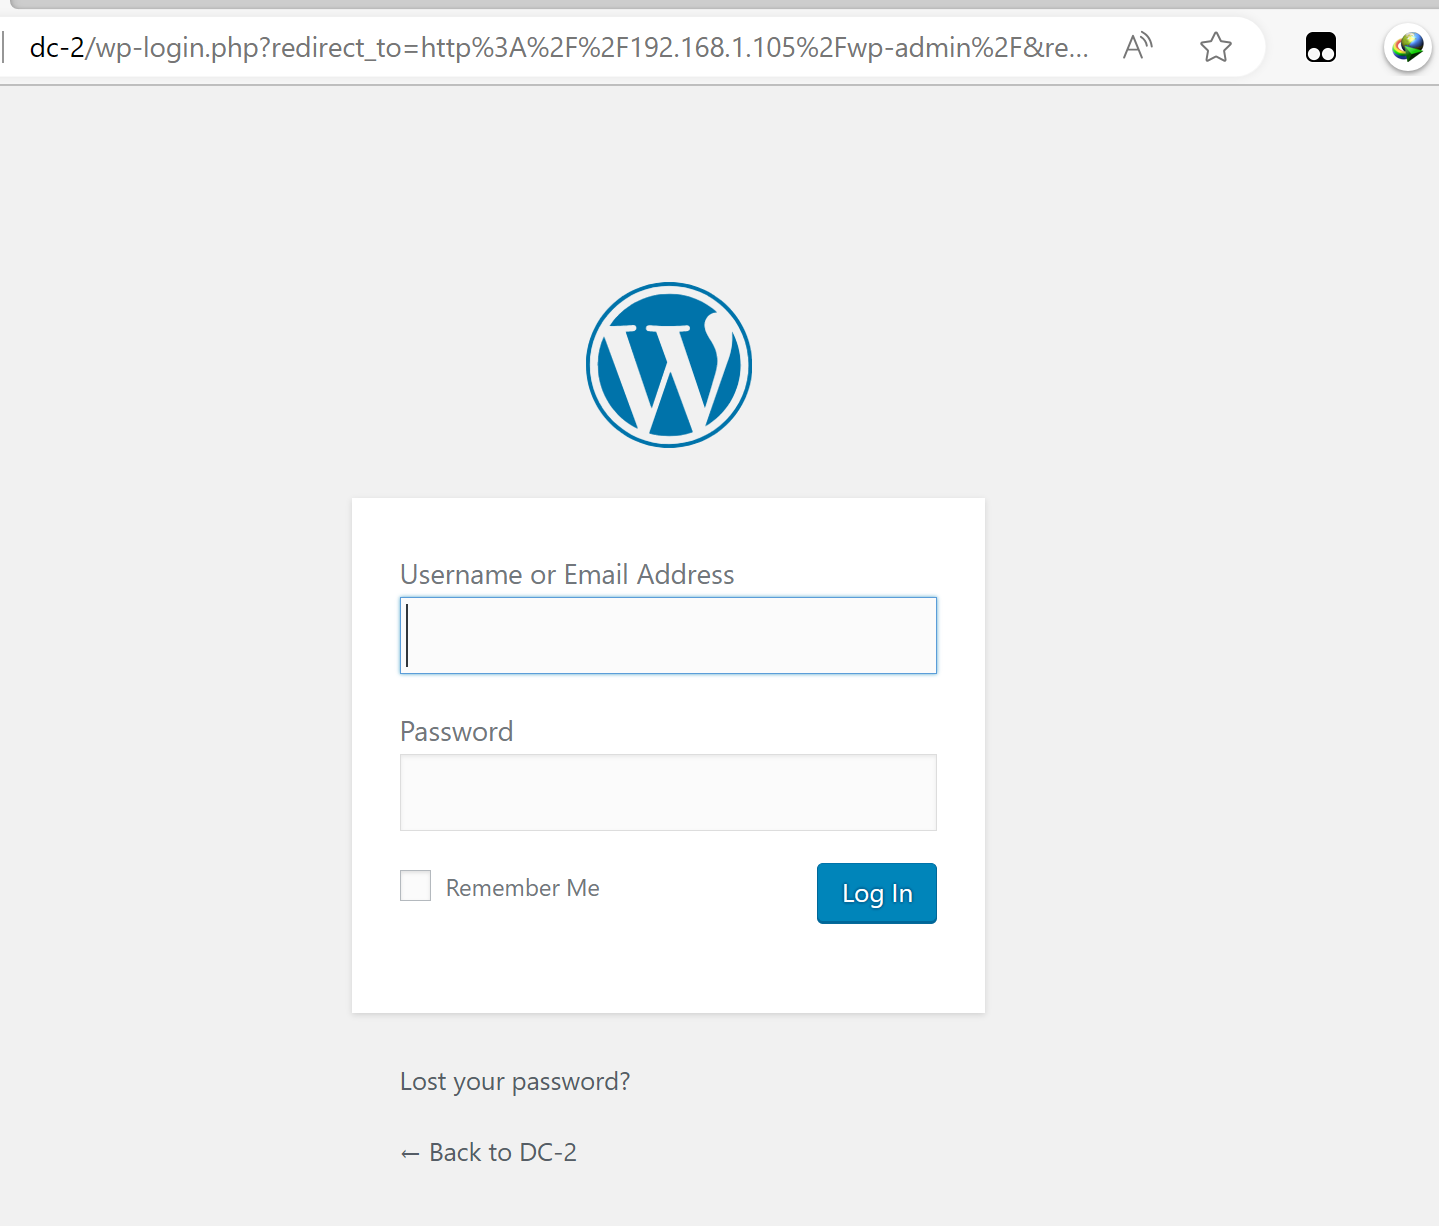 dc-2/wp-login.php?redirect_to=http%3A%2F%2F192.168.1.105%2Fwp-admin%2F&re...
Username or Email Address
Password
Remember Me
Log In
Lost your password?
← Back to DC-2